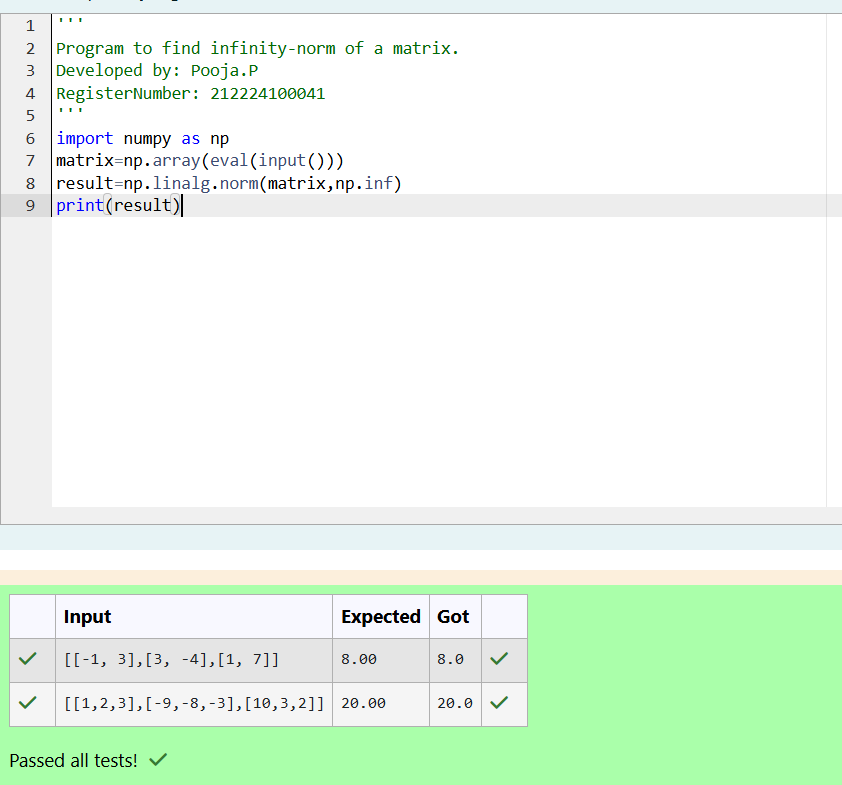 1 '''
2 Program to find infinity-norm of a matrix.
3 Developed by: Pooja.P
4 RegisterNumber: 212224100041
5 '''
6 import numpy as np
7 matrix=np.array(eval(input()))
8 result=np.linalg.norm(matrix,np.inf)
9 print(result)
Input Expected Got
[[-1, 3],[3, -4],[1, 7]] 8.00 8.0
[[1,2,3],[-9,-8,-3],[10,3,2]] 20.00 20.0
Passed all tests!